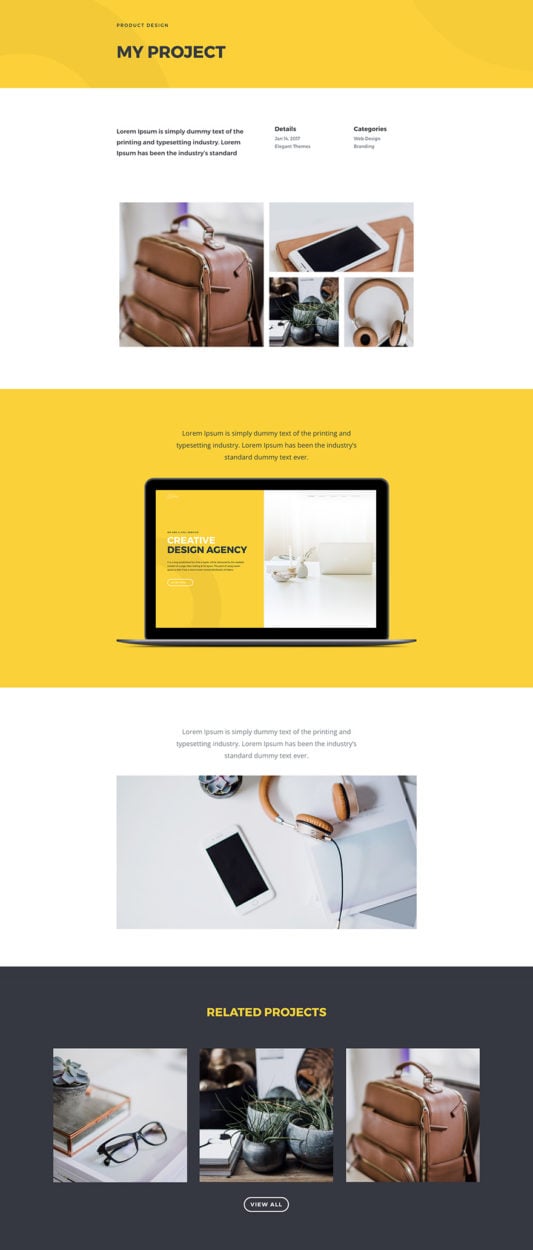 PRODUCT DESIGN
MY PROJECT
Lorem Ipsum is simply dummy text of the
printing and typesetting industry. Lorem
Ipsum has been the industry's standard
Details
Jan 14, 2017
Elegant Themes
Categories
Web Design
Branding
Lorem Ipsum is simply dummy text of the printing and
typesetting industry. Lorem Ipsum has been the industry's
standard dummy text ever.
CREATIVE
DESIGN AGENCY
Lorem Ipsum is simply dummy text of the printing and
typesetting industry. Lorem Ipsum has been the industry's
standard dummy text ever.
RELATED PROJECTS
VIEW ALL